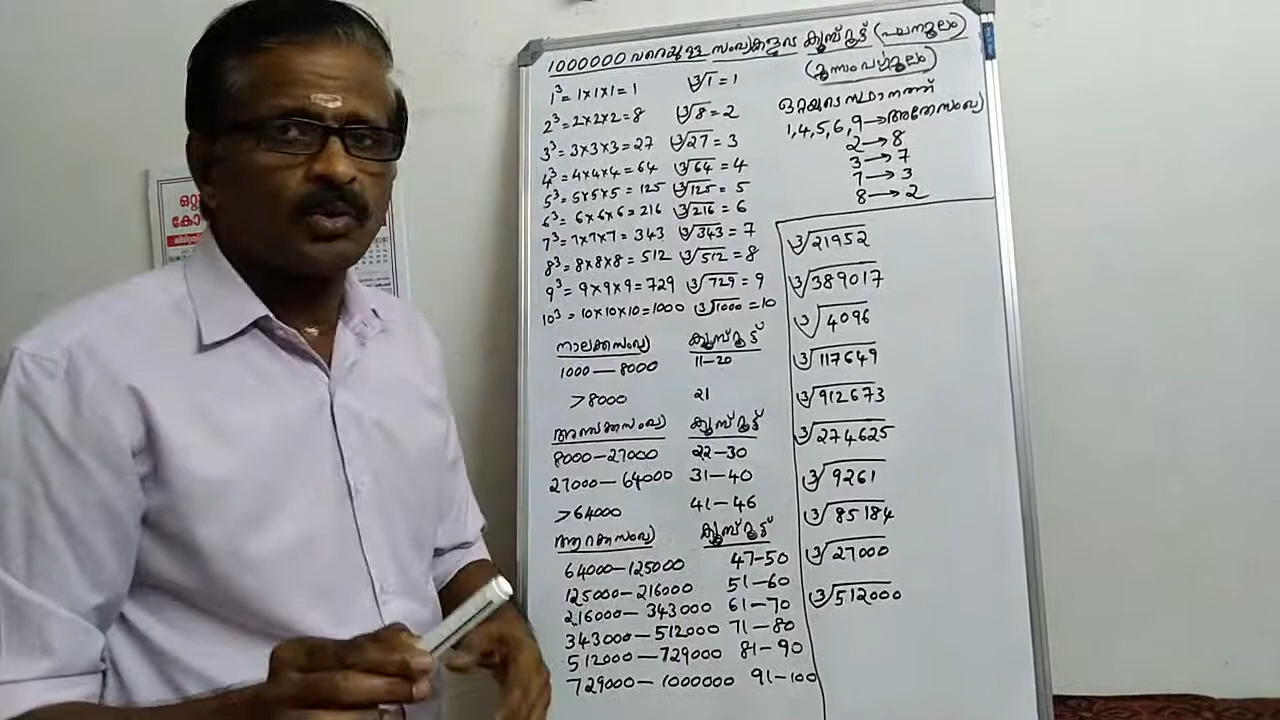 1000000 വരെയുള്ള സംഖ്യകളുടെ ക്യൂബ് റൂട്ട് (ഘനമൂലം)
(മൂന്നാം വർഗ്ഗമൂലം)
1³ = 1×1×1 = 1 ∛1 = 1
2³ = 2×2×2 = 8 ∛8 = 2
3³ = 3×3×3 = 27 ∛27 = 3
4³ = 4×4×4 = 64 ∛64 = 4
5³ = 5×5×5 = 125 ∛125 = 5
6³ = 6×6×6 = 216 ∛216 = 6
7³ = 7×7×7 = 343 ∛343 = 7
8³ = 8×8×8 = 512 ∛512 = 8
9³ = 9×9×9 = 729 ∛729 = 9
10³ = 10×10×10 = 1000 ∛1000 = 10
നാലക്കസംഖ്യ ക്യൂബ് റൂട്ട്
1000 — 8000 11-20
>8000 21
അഞ്ചക്കസംഖ്യ ക്യൂബ് റൂട്ട്
8000-27000 22-30
27000-64000 31-40
>64000 41-46
ആറക്കസംഖ്യ ക്യൂബ് റൂട്ട്
64000-125000 47-50
125000-216000 51-60
216000-343000 61-70
343000-512000 71-80
512000-729000 81-90
729000-1000000 91-100
ഒറ്റയുടെ സ്ഥാനത്ത്
1,4,5,6,9 → അതേസംഖ്യ
2 → 8
3 → 7
7 → 3
8 → 2
∛21952
∛389017
∛4096
∛117649
∛912673
∛274625
∛9261
∛85184
∛27000
∛512000